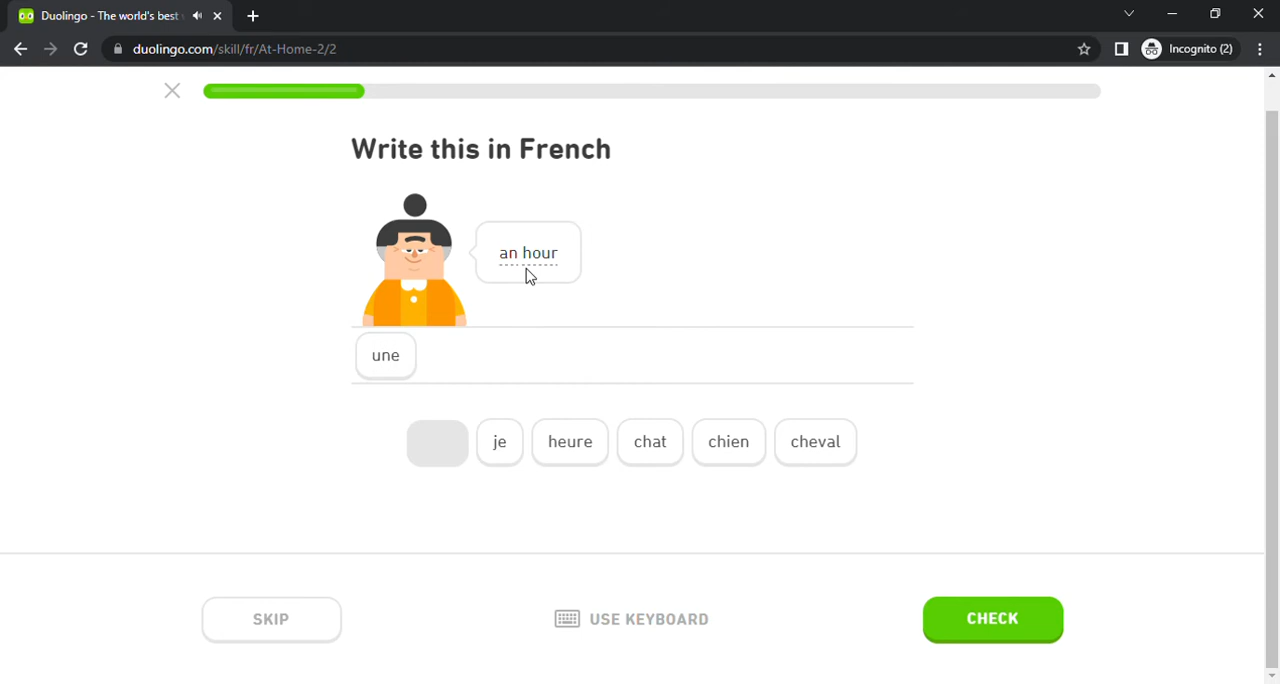 Duolingo - The world's best
duolingo.com/skill/fr/At-Home-2/2
Incognito (2)
Write this in French
an hour
une
je heure chat chien cheval
SKIP USE KEYBOARD CHECK